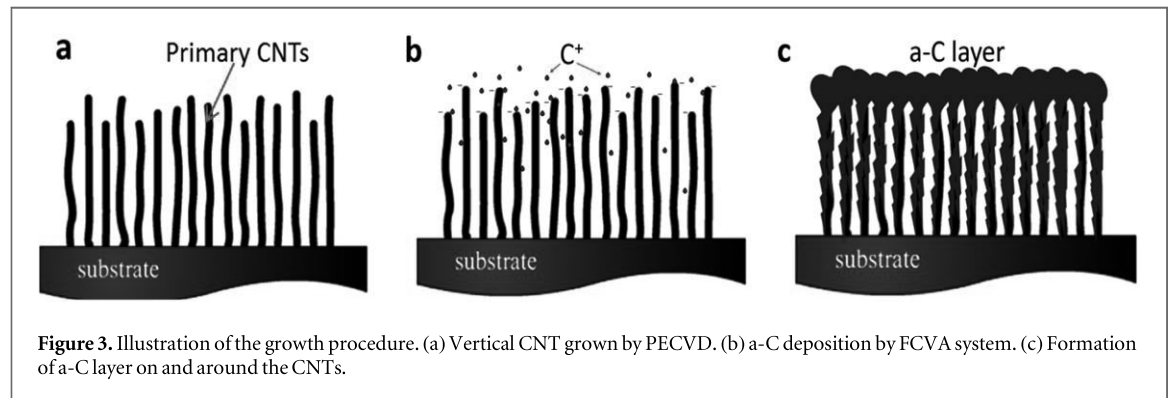 a
Primary CNTs
substrate
b
C⁺
substrate
c
a-C layer
substrate
Figure 3. Illustration of the growth procedure. (a) Vertical CNT grown by PECVD. (b) a-C deposition by FCVA system. (c) Formation
of a-C layer on and around the CNTs.